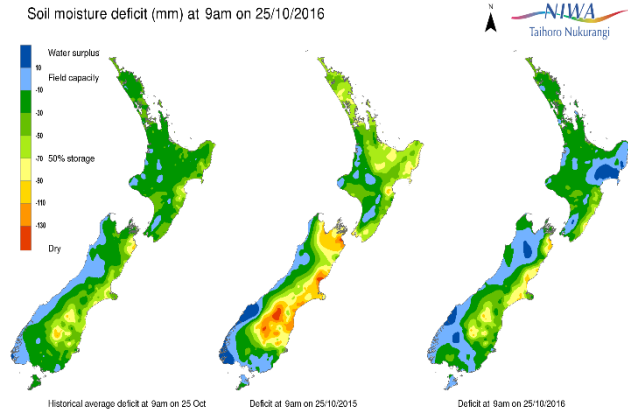 Soil moisture deficit (mm) at 9am on 25/10/2016
NIWA
Taihoro Nukurangi
Water surplus
10
Field capacity
-10
-30
-50
50% storage
-70
-90
-110
-130
Dry
Historical average deficit at 9am on 25 Oct
Deficit at 9am on 25/10/2015
Deficit at 9am on 25/10/2016